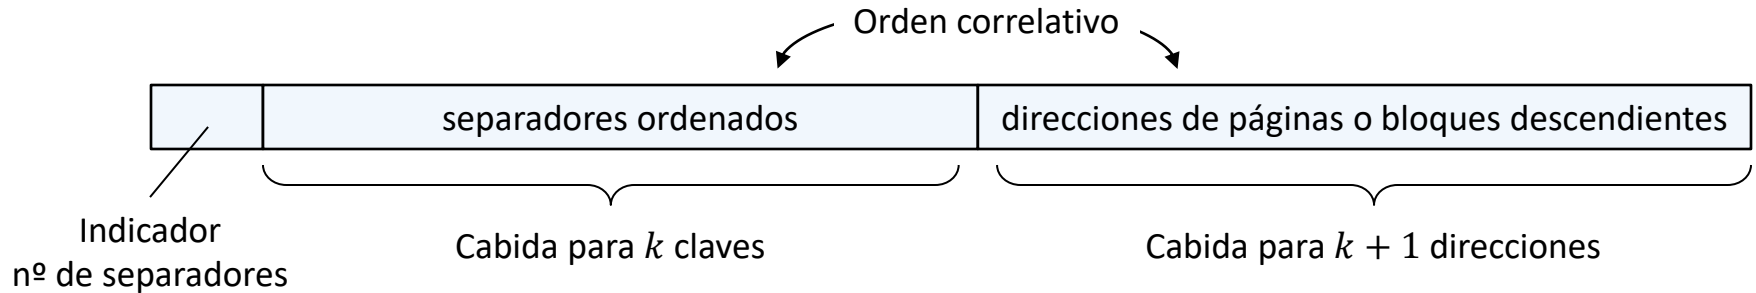 Orden correlativo
separadores ordenados
direcciones de páginas o bloques descendientes
Indicador
nº de separadores
Cabida para k claves
Cabida para k + 1 direcciones